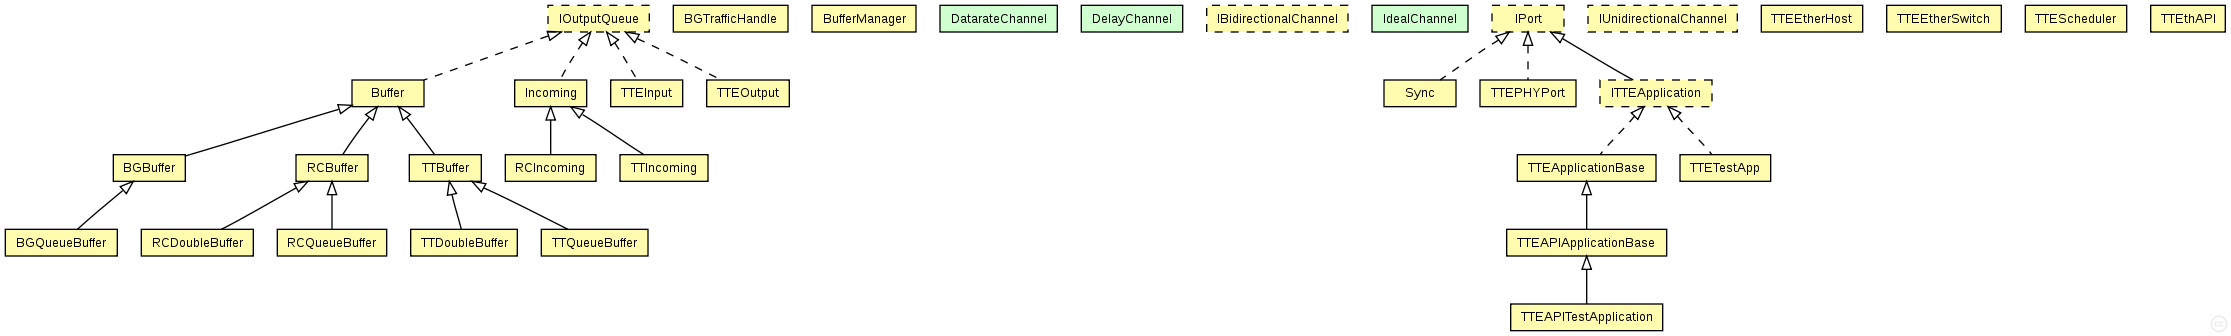 IOutputQueue
BGTrafficHandle
BufferManager
DatarateChannel
DelayChannel
IBidirectionalChannel
IdealChannel
IPort
IUnidirectionalChannel
TTEEtherHost
TTEEtherSwitch
TTEScheduler
TTEthAPI
Buffer
Incoming
TTEInput
TTEOutput
Sync
TTEPHYPort
ITTEApplication
BGBuffer
RCBuffer
TTBuffer
RCIncoming
TTIncoming
TTEApplicationBase
TTETestApp
BGQueueBuffer
RCDoubleBuffer
RCQueueBuffer
TTDoubleBuffer
TTQueueBuffer
TTEAPIApplicationBase
TTEAPITestApplication